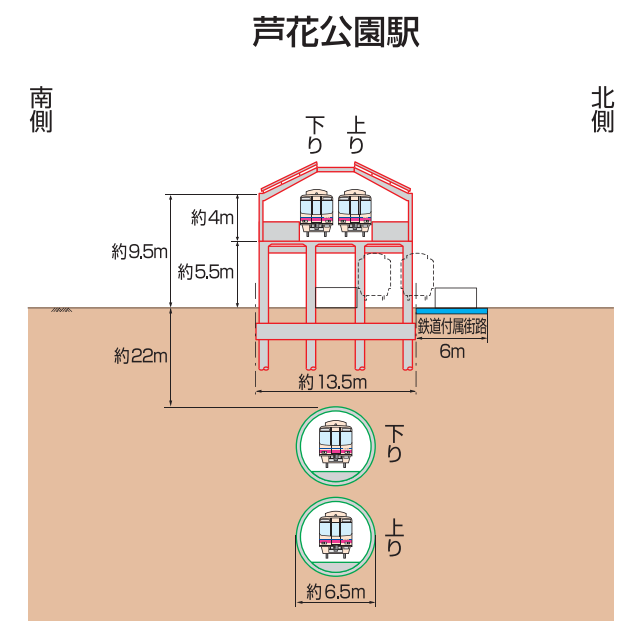 芦花公園駅
南側
北側
下り
上り
約4m
約9.5m
約5.5m
鉄道付属街路
6m
約22m
約13.5m
下り
上り
約6.5m